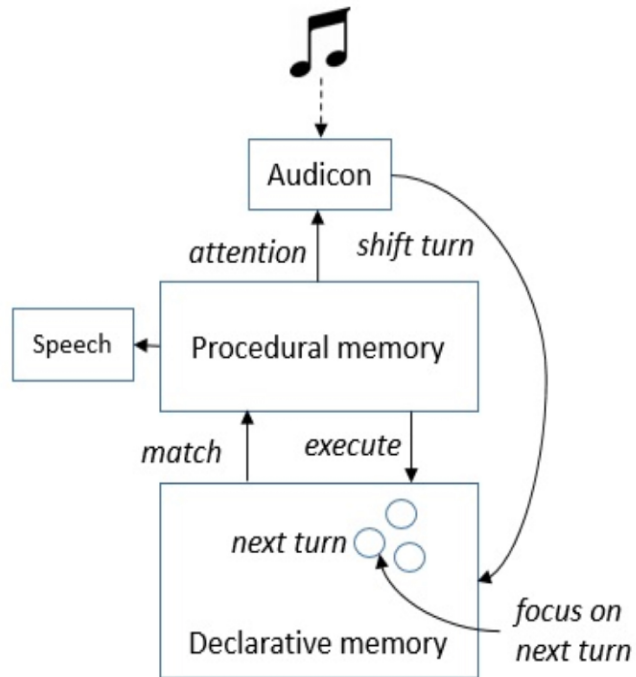 Audicon
attention
shift turn
Speech
Procedural memory
match
execute
next turn
focus on
next turn
Declarative memory